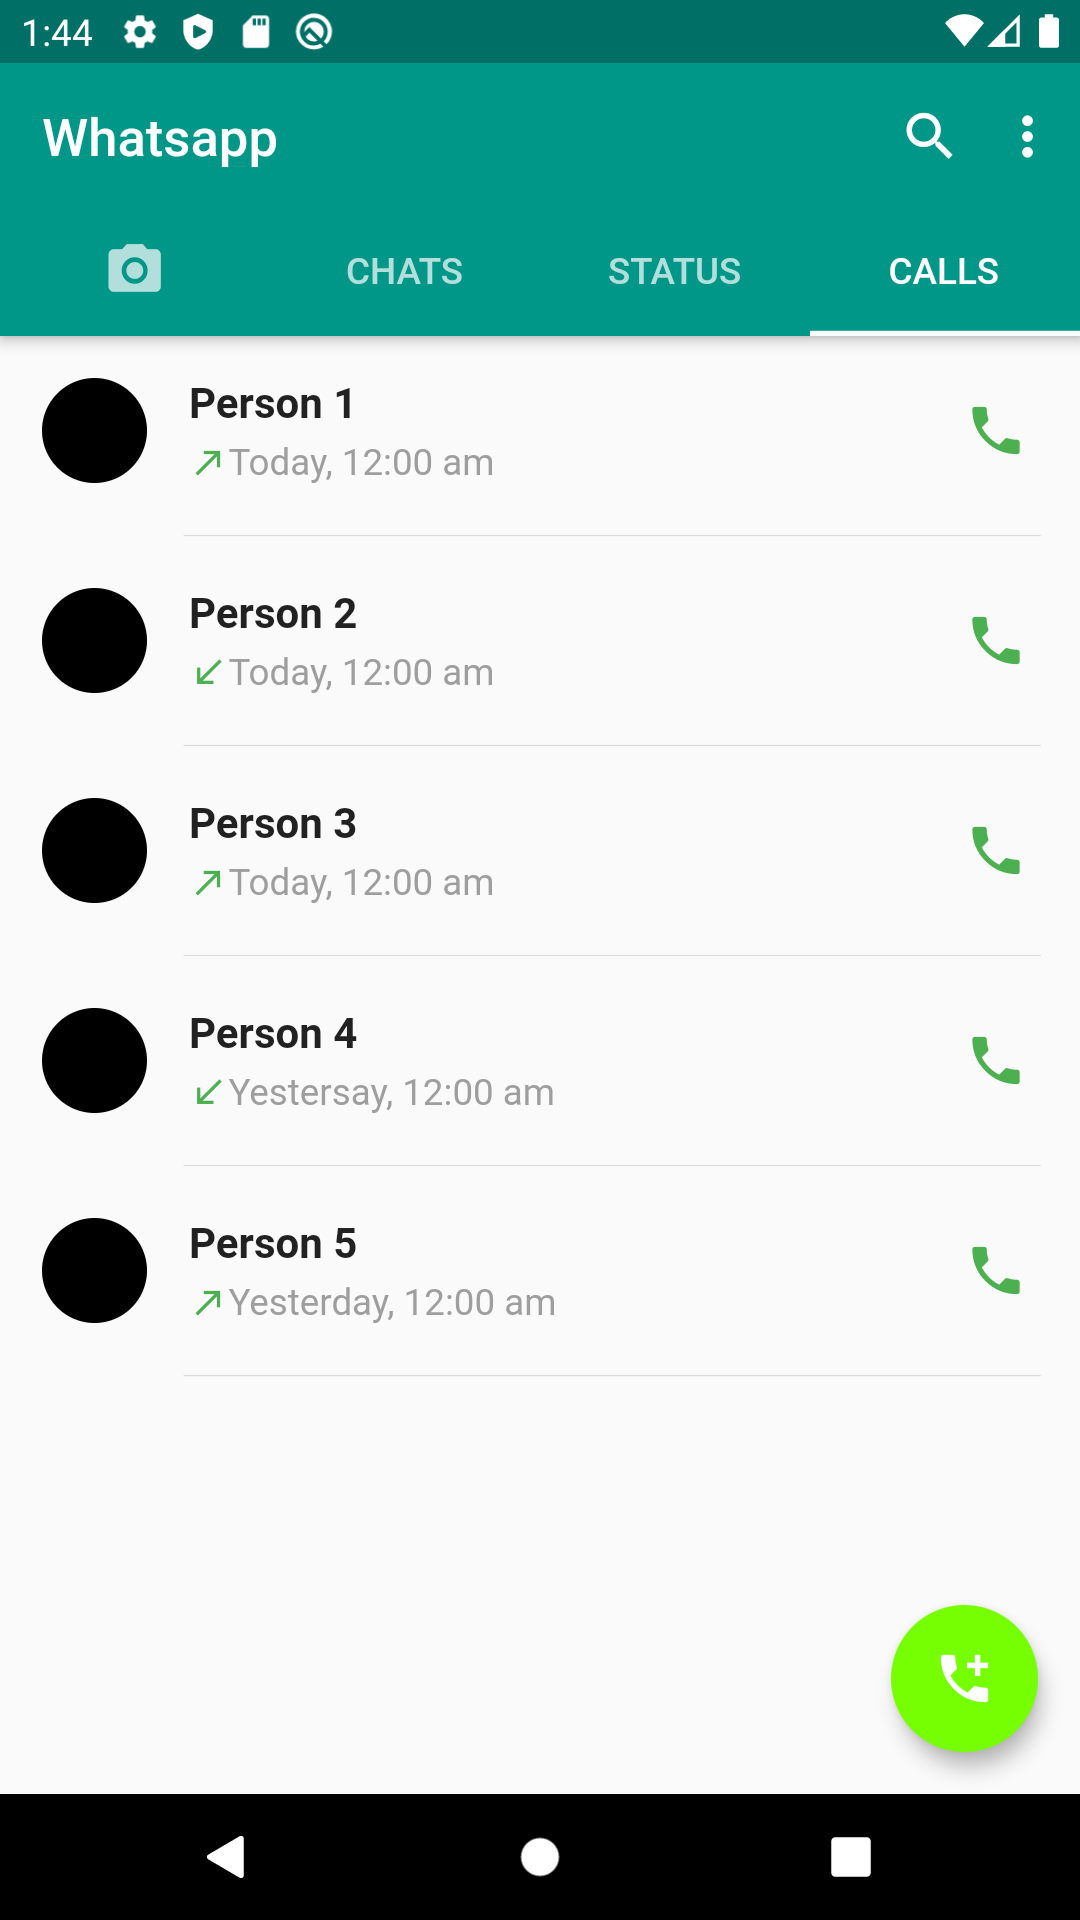 1:44
Whatsapp
CHATS STATUS CALLS
Person 1
Today, 12:00 am
Person 2
Today, 12:00 am
Person 3
Today, 12:00 am
Person 4
Yestersay, 12:00 am
Person 5
Yesterday, 12:00 am